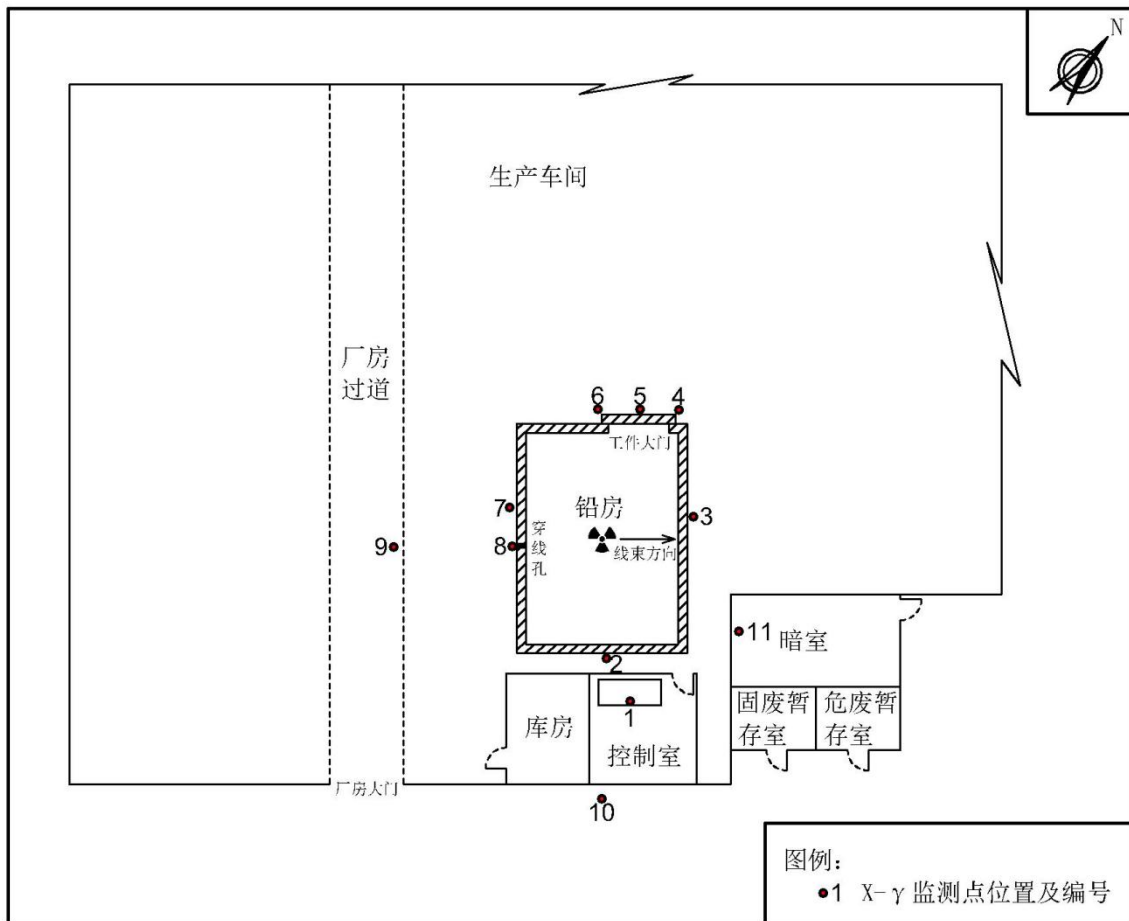 N
生产车间
厂房
过道
6
5
4
工件大门
7
铅房
3
穿
线
孔
8
线束方向
9
2
11
暗室
1
库房
控制室
固废暂
存室
危废暂
存室
厂房大门
10
图例：
1 X-γ监测点位置及编号